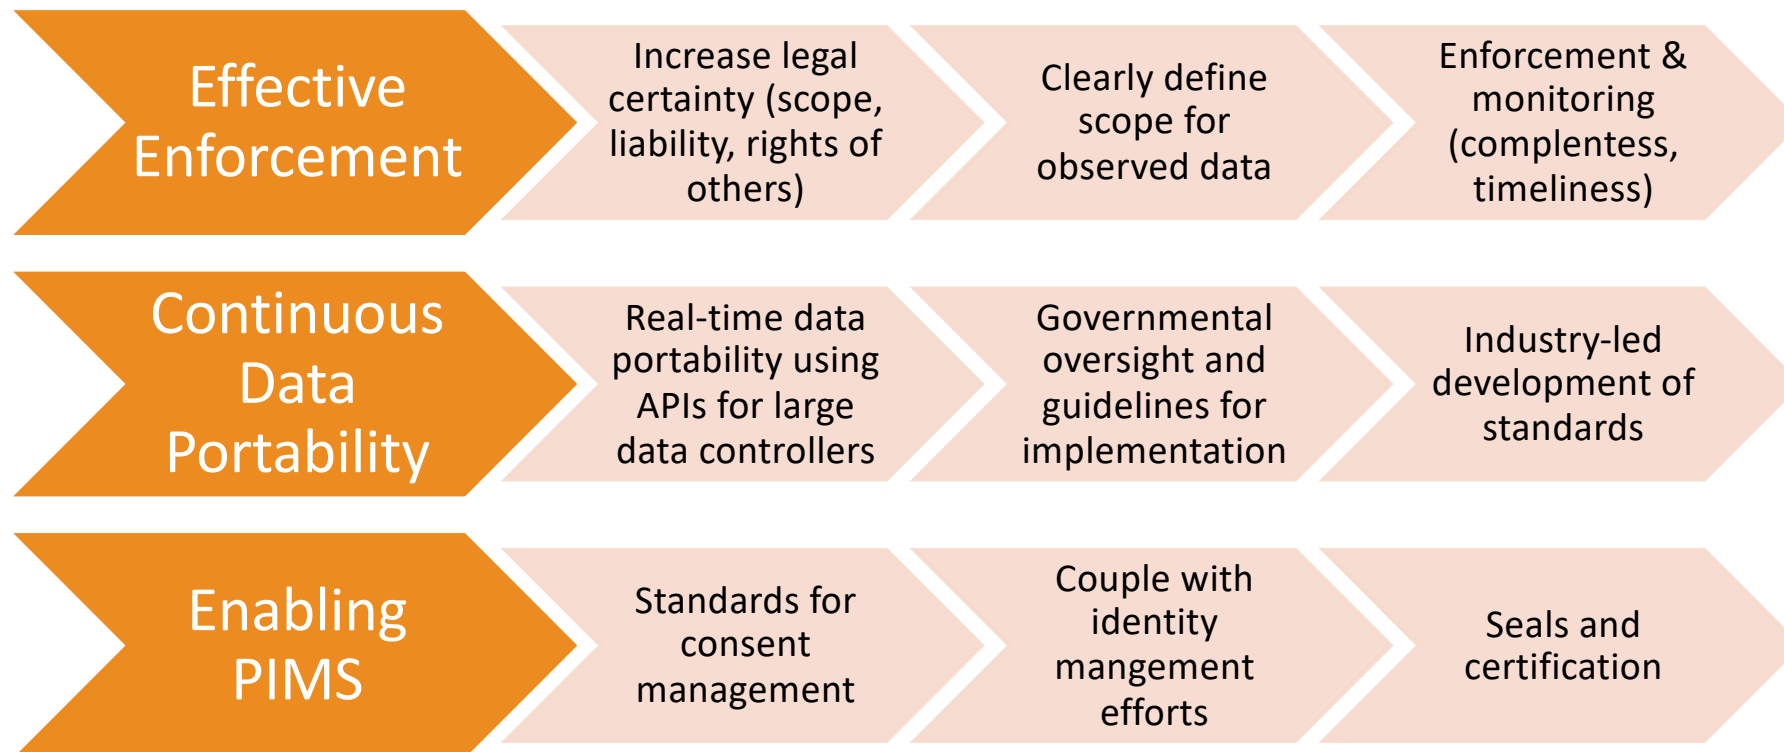 Effective
Enforcement
Increase legal
certainty (scope,
liability, rights of
others)
Clearly define
scope for
observed data
Enforcement &
monitoring
(complentess,
timeliness)
Continuous
Data
Portability
Real-time data
portability using
APIs for large
data controllers
Governmental
oversight and
guidelines for
implementation
Industry-led
development of
standards
Enabling
PIMS
Standards for
consent
management
Couple with
identity
mangement
efforts
Seals and
certification